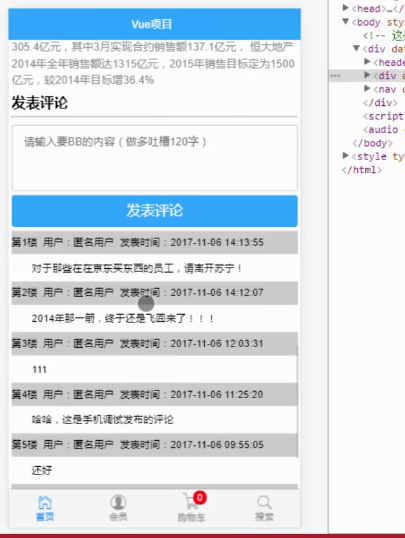 Vue项目
305.4亿元，其中3月实现合约销售额137.1亿元，恒大地产
2014年全年销售额达1315亿元，2015年销售目标定为1500
亿元，较2014年目标增36.4%
发表评论
请输入要BB的内容（做多吐槽120字）
发表评论
第1楼 用户：匿名用户 发表时间：2017-11-06 14:13:55
对于那些在在京东买东西的员工，请离开苏宁！
第2楼 用户：匿名用户 发表时间：2017-11-06 14:12:07
2014年那一箭，终于还是飞回来了！！！
第3楼 用户：匿名用户 发表时间：2017-11-06 12:03:31
111
第4楼 用户：匿名用户 发表时间：2017-11-06 11:25:20
哈哈，这是手机调试发布的评论
第5楼 用户：匿名用户 发表时间：2017-11-06 09:55:05
还好
0
首页 会员 购物车 搜索
<head>…</
<body sty
<!-- 这
<div dat
<heade
<div c
<nav c
</div>
<script
<audio
</body>
<style typ
</html>